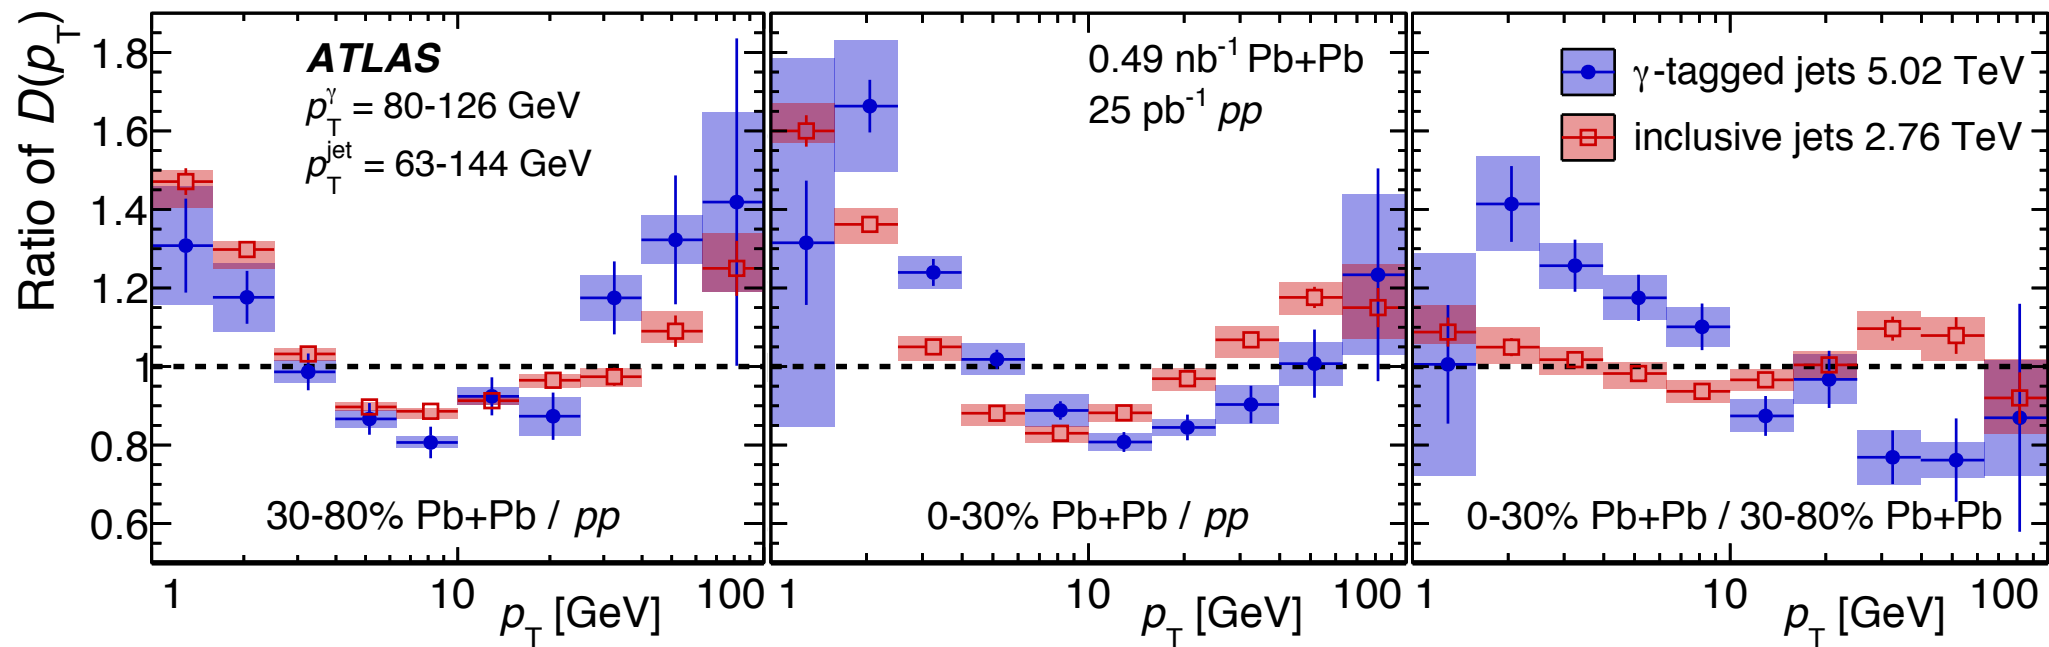 Ratio of D(p_T)
1.8
1.6
1.4
1.2
1
0.8
0.6
ATLAS
p_T^γ = 80-126 GeV
p_T^jet = 63-144 GeV
30-80% Pb+Pb / pp
0.49 nb^-1 Pb+Pb
25 pb^-1 pp
0-30% Pb+Pb / pp
γ-tagged jets 5.02 TeV
inclusive jets 2.76 TeV
0-30% Pb+Pb / 30-80% Pb+Pb
1 10 100 1 10 100 1 10 100
p_T [GeV] p_T [GeV] p_T [GeV]